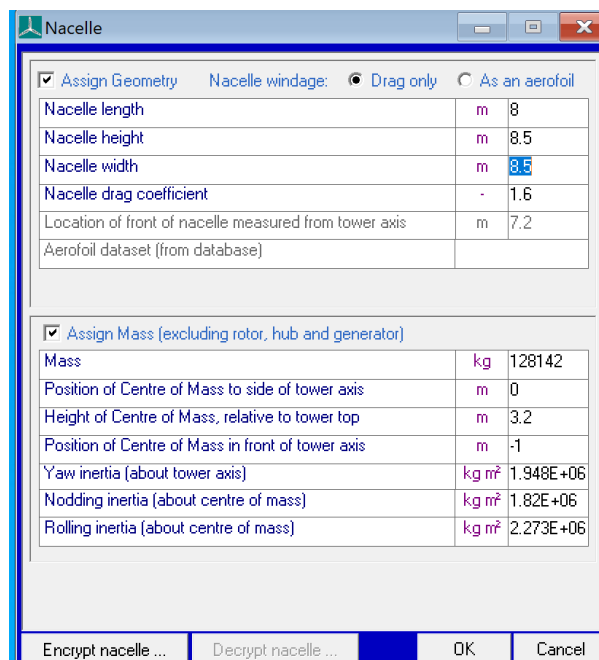 Nacelle
Assign Geometry Nacelle windage: Drag only As an aerofoil
Nacelle length m 8
Nacelle height m 8.5
Nacelle width m 8.5
Nacelle drag coefficient - 1.6
Location of front of nacelle measured from tower axis m 7.2
Aerofoil dataset (from database)
Assign Mass (excluding rotor, hub and generator)
Mass kg 128142
Position of Centre of Mass to side of tower axis m 0
Height of Centre of Mass, relative to tower top m 3.2
Position of Centre of Mass in front of tower axis m -1
Yaw inertia (about tower axis) kg m² 1.948E+06
Nodding inertia (about centre of mass) kg m² 1.82E+06
Rolling inertia (about centre of mass) kg m² 2.273E+06
Encrypt nacelle ... Decrypt nacelle ... OK Cancel